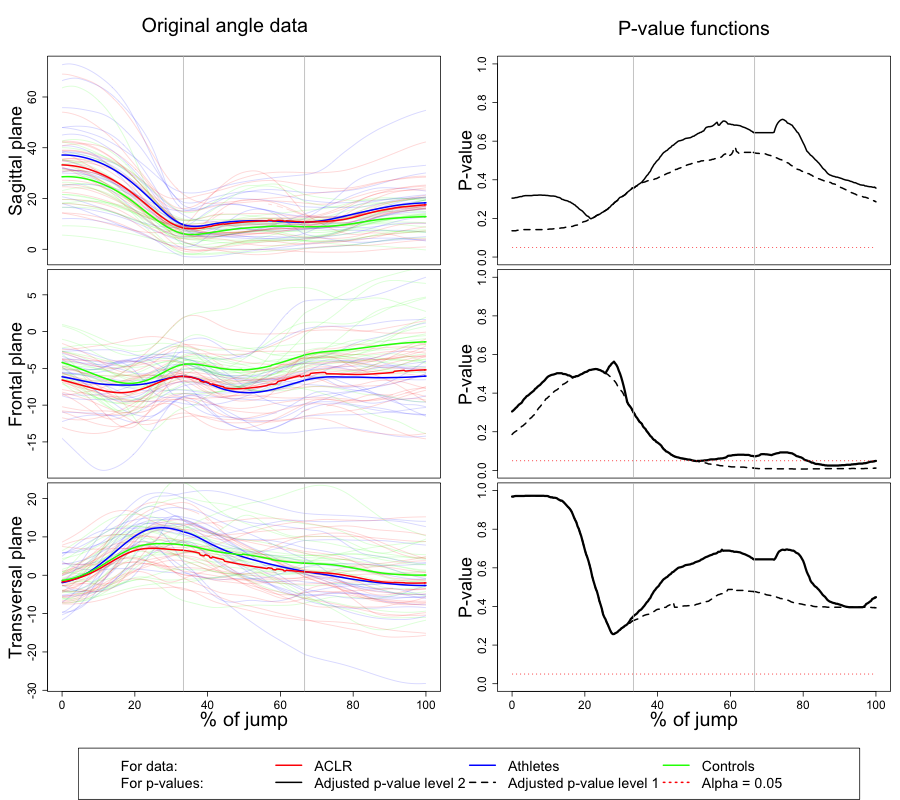 Original angle data
P-value functions
Sagittal plane
0 20 40 60
P-value
0.0 0.2 0.4 0.6 0.8 1.0
Frontal plane
-15 -10 -5 0 5
P-value
0.0 0.2 0.4 0.6 0.8 1.0
Transversal plane
-30 -20 -10 0 10 20
P-value
0.0 0.2 0.4 0.6 0.8 1.0
0 20 40 60 80 100
0 20 40 60 80 100
% of jump
% of jump
For data: ACLR Athletes Controls
For p-values: Adjusted p-value level 2 Adjusted p-value level 1 Alpha = 0.05